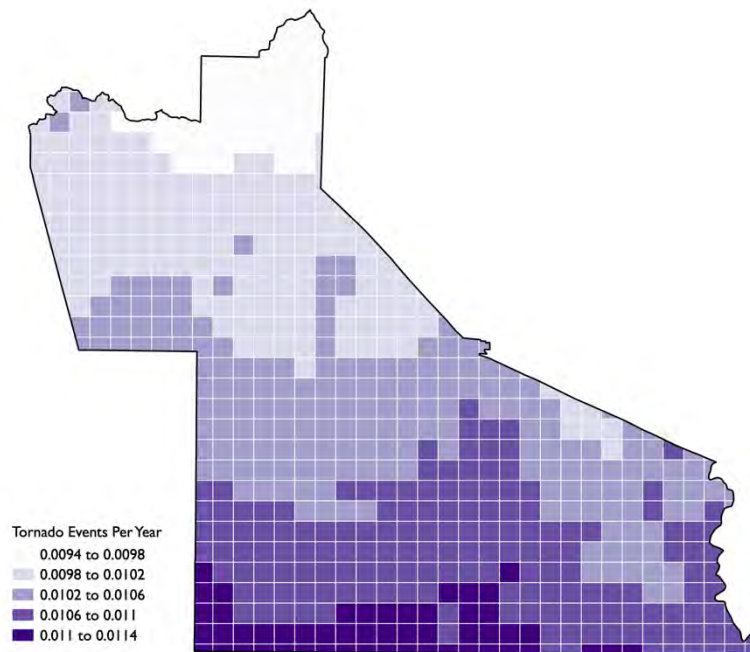 Tornado Events Per Year
0.0094 to 0.0098
0.0098 to 0.0102
0.0102 to 0.0106
0.0106 to 0.011
0.011 to 0.0114